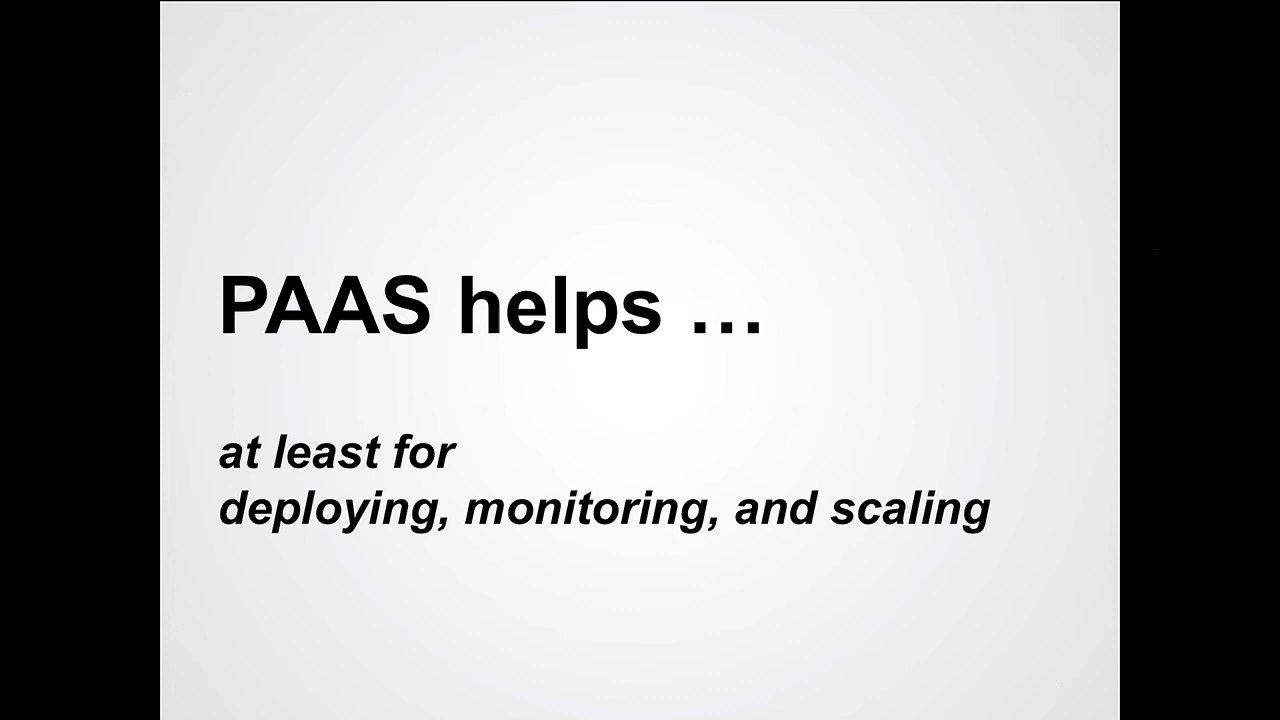 PAAS helps …
at least for
deploying, monitoring, and scaling